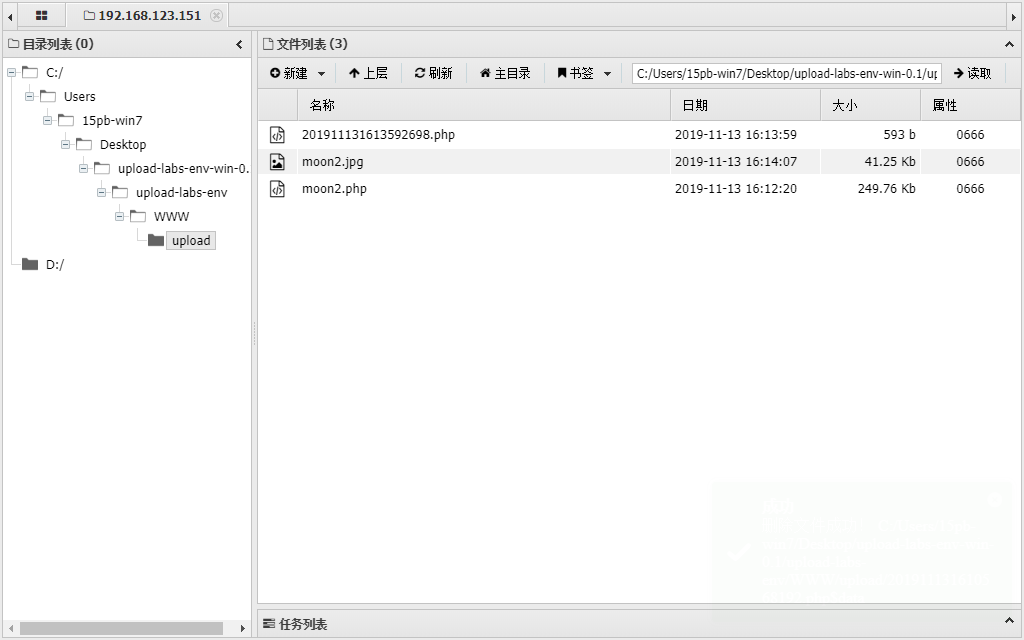 192.168.123.151
目录列表 (0)
C:/
Users
15pb-win7
Desktop
upload-labs-env-win-0.
upload-labs-env
WWW
upload
D:/
文件列表 (3)
新建 上层 刷新 主目录 书签 C:/Users/15pb-win7/Desktop/upload-labs-env-win-0.1/up 读取
名称 日期 大小 属性
201911131613592698.php 2019-11-13 16:13:59 593 b 0666
moon2.jpg 2019-11-13 16:14:07 41.25 Kb 0666
moon2.php 2019-11-13 16:12:20 249.76 Kb 0666
任务列表